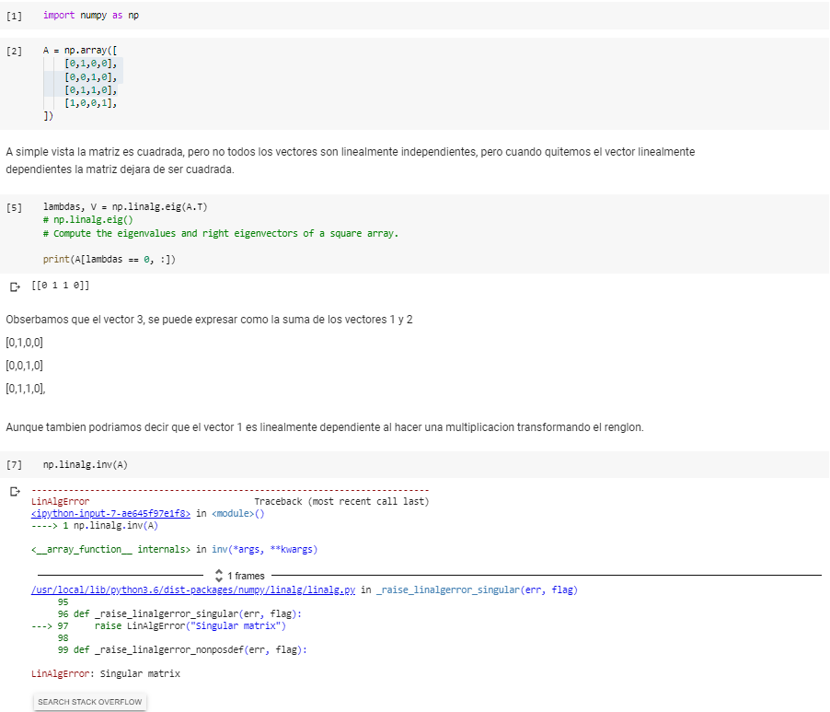 [1] import numpy as np
[2] A = np.array([
[0,1,0,0],
[0,0,1,0],
[0,1,1,0],
[1,0,0,1],
])
A simple vista la matriz es cuadrada, pero no todos los vectores son linealmente independientes, pero cuando quitemos el vector linealmente
dependientes la matriz dejara de ser cuadrada.
[5] lambdas, V = np.linalg.eig(A.T)
# np.linalg.eig()
# Compute the eigenvalues and right eigenvectors of a square array.
print(A[lambdas == 0, :])
[[0 1 1 0]]
Obserbamos que el vector 3, se puede expresar como la suma de los vectores 1 y 2
[0,1,0,0]
[0,0,1,0]
[0,1,1,0],
Aunque tambien podriamos decir que el vector 1 es linealmente dependiente al hacer una multiplicacion transformando el renglon.
[7] np.linalg.inv(A)
---------------------------------------------------------------------------
LinAlgError Traceback (most recent call last)
<ipython-input-7-ae645f97e1f8> in <module>()
----> 1 np.linalg.inv(A)
<__array_function__ internals> in inv(*args, **kwargs)
1 frames
/usr/local/lib/python3.6/dist-packages/numpy/linalg/linalg.py in _raise_linalgerror_singular(err, flag)
95
96 def _raise_linalgerror_singular(err, flag):
---> 97 raise LinAlgError("Singular matrix")
98
99 def _raise_linalgerror_nonposdef(err, flag):
LinAlgError: Singular matrix
SEARCH STACK OVERFLOW